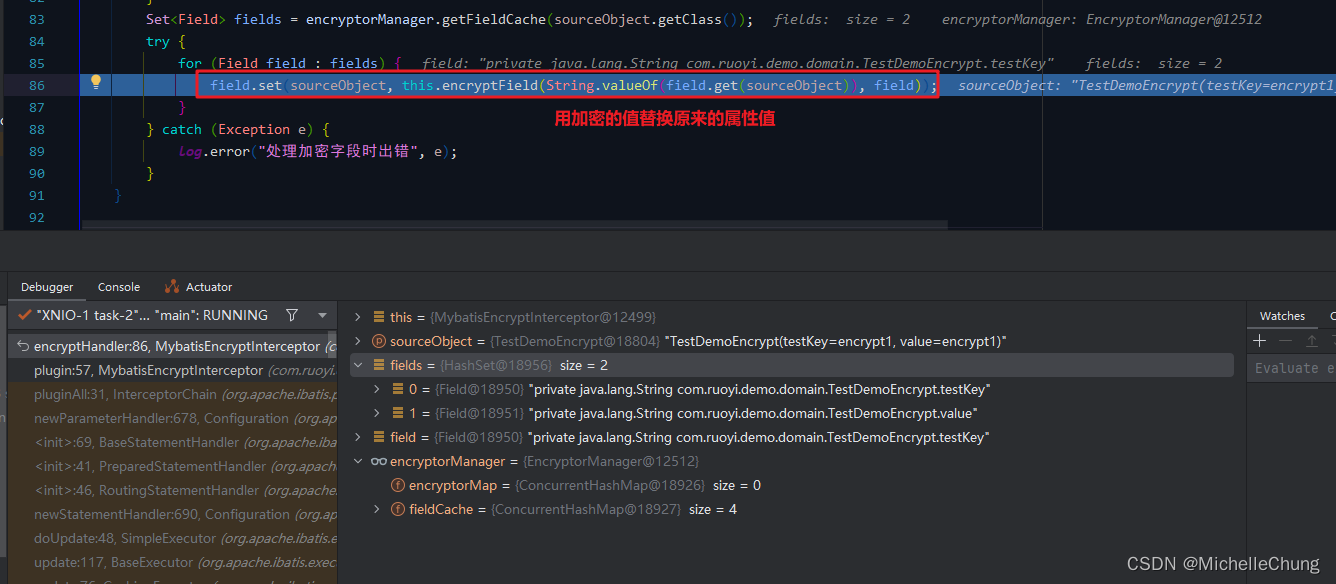 83 Set<Field> fields = encryptorManager.getFieldCache(sourceObject.getClass()); fields: size = 2 encryptorManager: EncryptorManager@12512
84 try {
85 for (Field field : fields) { field: "private java.lang.String com.ruoyi.demo.domain.TestDemoEncrypt.testKey" fields: size = 2
86 field.set(sourceObject, this.encryptField(String.valueOf(field.get(sourceObject)), field)); sourceObject: "TestDemoEncrypt(testKey=encrypt1,
87 }
用加密的值替换原来的属性值
88 } catch (Exception e) {
89 log.error("处理加密字段时出错", e);
90 }
91 }
92
Debugger Console Actuator
"XNIO-1 task-2"... "main": RUNNING
encryptHandler:86, MybatisEncryptInterceptor (c
plugin:57, MybatisEncryptInterceptor (com.ruoyi.
pluginAll:31, InterceptorChain (org.apache.ibatis.p
newParameterHandler:678, Configuration (org.ap
<init>:69, BaseStatementHandler (org.apache.iba
<init>:41, PreparedStatementHandler (org.apach
<init>:46, RoutingStatementHandler (org.apache.
newStatementHandler:690, Configuration (org.ap
doUpdate:48, SimpleExecutor (org.apache.ibatis.e
update:117, BaseExecutor (org.apache.ibatis.exec
this = {MybatisEncryptInterceptor@12499}
sourceObject = {TestDemoEncrypt@18804} "TestDemoEncrypt(testKey=encrypt1, value=encrypt1)"
fields = {HashSet@18956} size = 2
0 = {Field@18950} "private java.lang.String com.ruoyi.demo.domain.TestDemoEncrypt.testKey"
1 = {Field@18951} "private java.lang.String com.ruoyi.demo.domain.TestDemoEncrypt.value"
field = {Field@18950} "private java.lang.String com.ruoyi.demo.domain.TestDemoEncrypt.testKey"
encryptorManager = {EncryptorManager@12512}
encryptorMap = {ConcurrentHashMap@18926} size = 0
fieldCache = {ConcurrentHashMap@18927} size = 4
Watches
Evaluate e
CSDN @MichelleChung